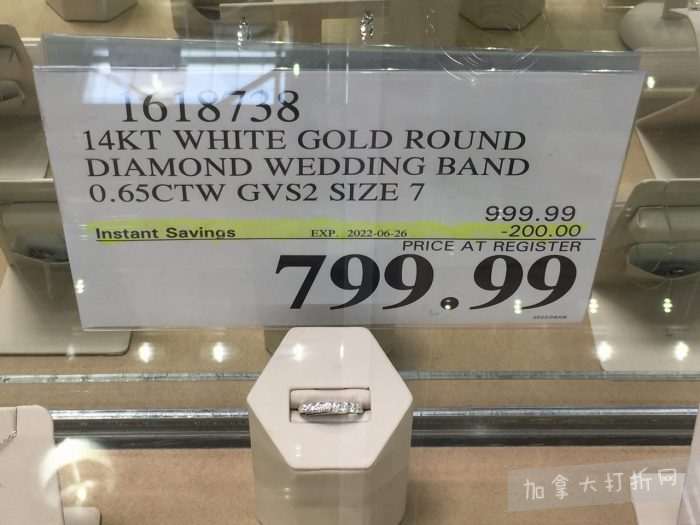 1618738
14KT WHITE GOLD ROUND
DIAMOND WEDDING BAND
0.65CTW GVS2 SIZE 7
999.99
Instant Savings EXP. 2022-06-26 -200.00
PRICE AT REGISTER
799.99
加拿大打折网